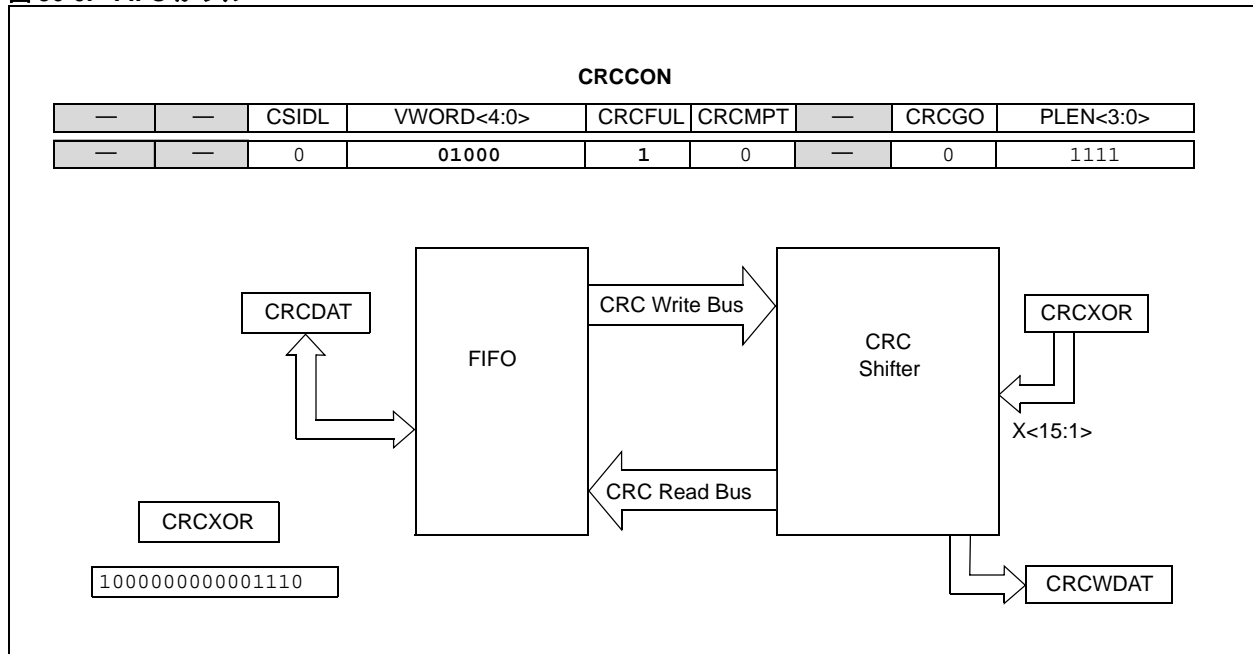 CRCCON
— — CSIDL VWORD<4:0> CRCFUL CRCMPT — CRCGO PLEN<3:0>
— — 0 01000 1 0 — 0 1111
CRCDAT
FIFO
CRC Write Bus
CRC
Shifter
CRCXOR
X<15:1>
CRC Read Bus
CRCXOR
1000000000001110
CRCWDAT